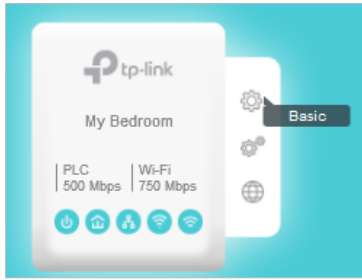 tp-link
Basic
My Bedroom
PLC
500 Mbps
Wi-Fi
750 Mbps